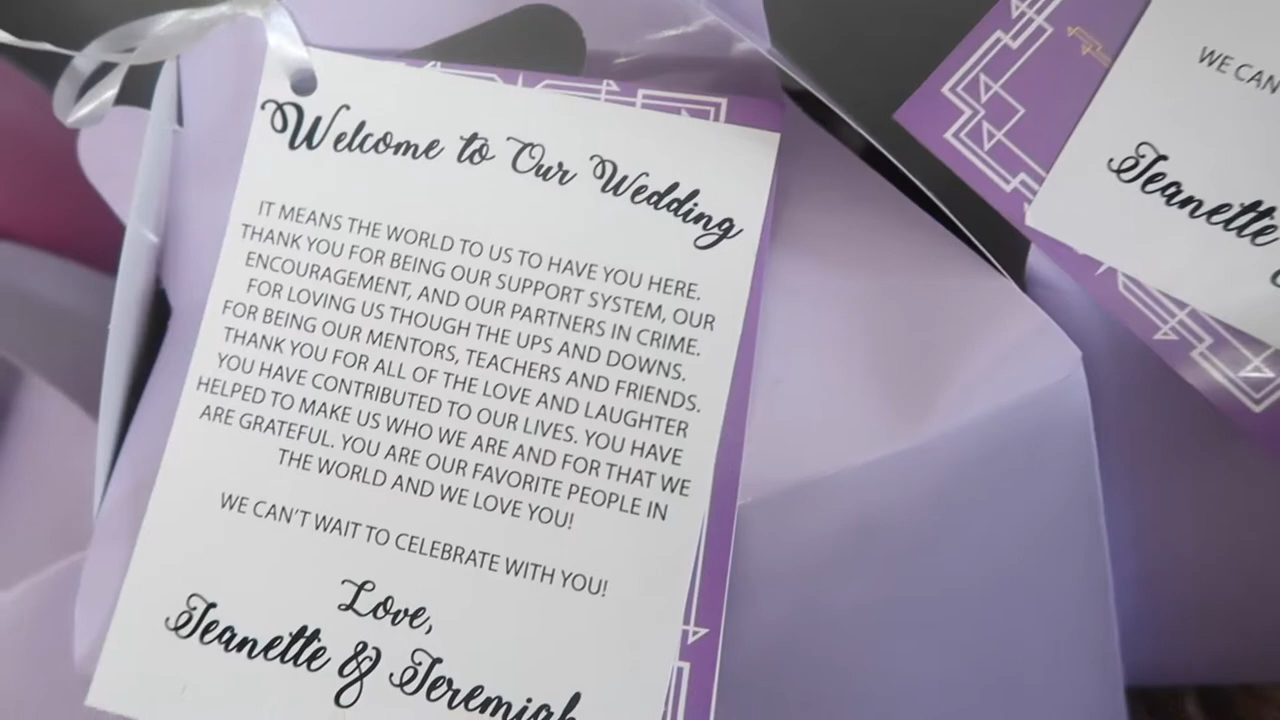 Welcome to Our Wedding
IT MEANS THE WORLD TO US TO HAVE YOU HERE.
THANK YOU FOR BEING OUR SUPPORT SYSTEM, OUR
ENCOURAGEMENT, AND OUR PARTNERS IN CRIME.
FOR LOVING US THOUGH THE UPS AND DOWNS.
FOR BEING OUR MENTORS, TEACHERS AND FRIENDS.
THANK YOU FOR ALL OF THE LOVE AND LAUGHTER
YOU HAVE CONTRIBUTED TO OUR LIVES. YOU HAVE
HELPED TO MAKE US WHO WE ARE AND FOR THAT WE
ARE GRATEFUL. YOU ARE OUR FAVORITE PEOPLE IN
THE WORLD AND WE LOVE YOU!
WE CAN'T WAIT TO CELEBRATE WITH YOU!
Love,
Jeanette & Jeremiah
WE CAN
Jeanette